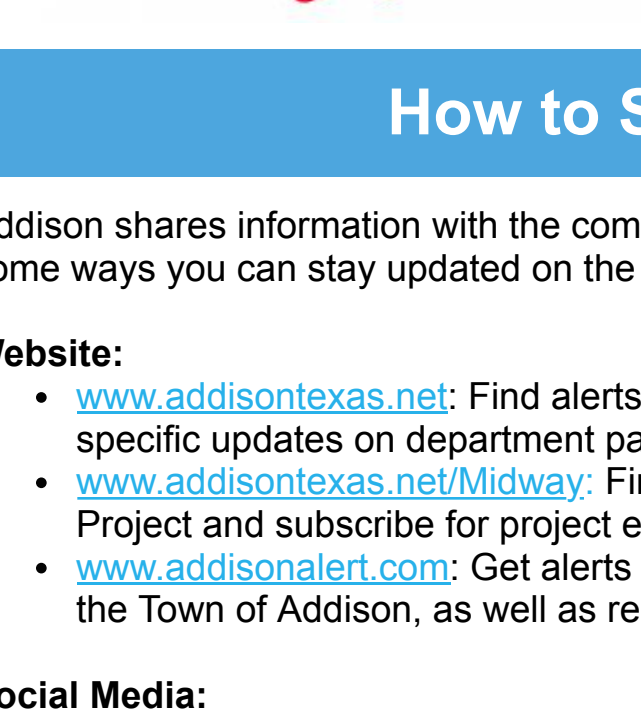 How to S
ddison shares information with the com
ome ways you can stay updated on the
Website:
• www.addisontexas.net: Find alerts
specific updates on department pa
• www.addisontexas.net/Midway: Fin
Project and subscribe for project e
• www.addisonalert.com: Get alerts
the Town of Addison, as well as re
ocial Media: